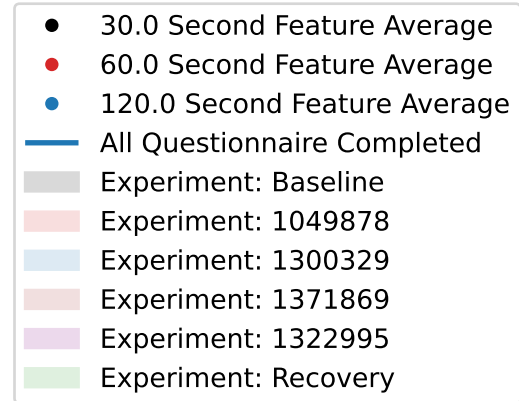 30.0 Second Feature Average
60.0 Second Feature Average
120.0 Second Feature Average
All Questionnaire Completed
Experiment: Baseline
Experiment: 1049878
Experiment: 1300329
Experiment: 1371869
Experiment: 1322995
Experiment: Recovery